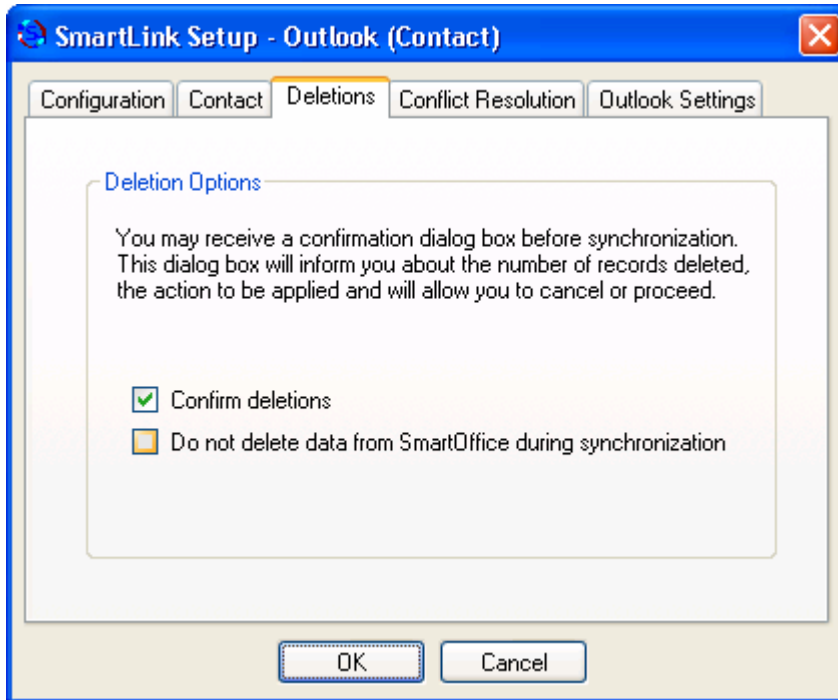 SmartLink Setup - Outlook (Contact)
Configuration Contact Deletions Conflict Resolution Outlook Settings
Deletion Options
You may receive a confirmation dialog box before synchronization.
This dialog box will inform you about the number of records deleted,
the action to be applied and will allow you to cancel or proceed.
Confirm deletions
Do not delete data from SmartOffice during synchronization
OK Cancel